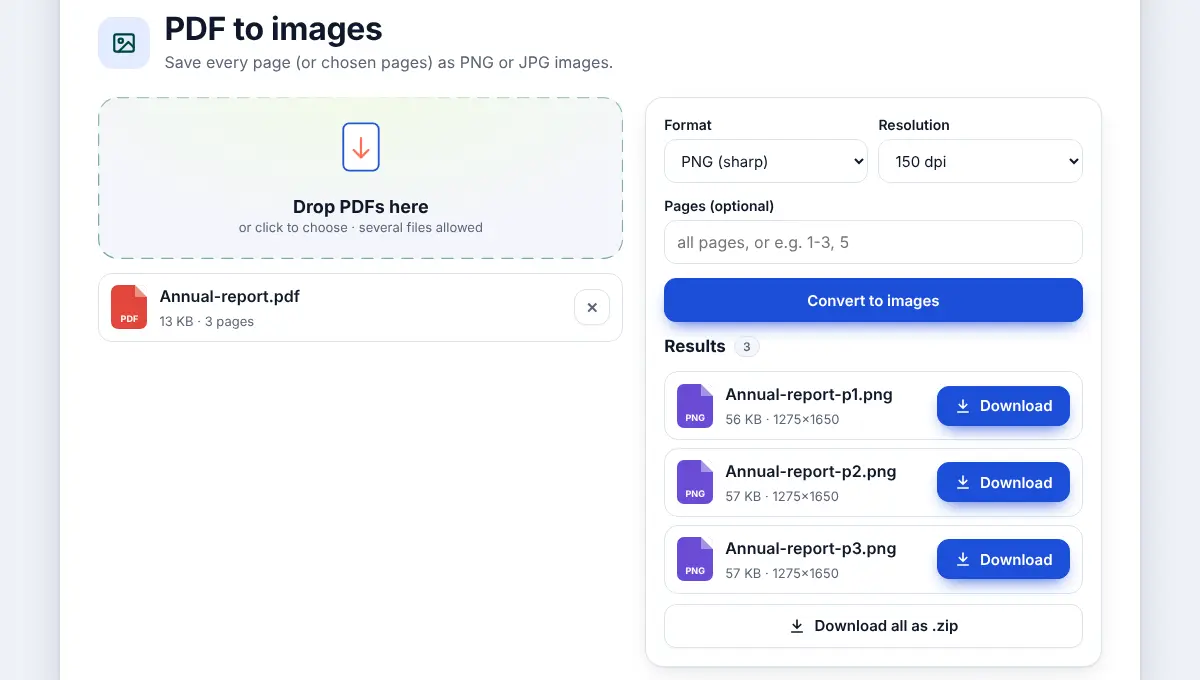 PDF to images
Save every page (or chosen pages) as PNG or JPG images.
Drop PDFs here
or click to choose · several files allowed
PDF
Annual-report.pdf
13 KB · 3 pages
Format
Resolution
PNG (sharp)
150 dpi
Pages (optional)
all pages, or e.g. 1-3, 5
Convert to images
Results 3
PNG
Annual-report-p1.png
56 KB · 1275×1650
Download
PNG
Annual-report-p2.png
57 KB · 1275×1650
Download
PNG
Annual-report-p3.png
57 KB · 1275×1650
Download
Download all as .zip